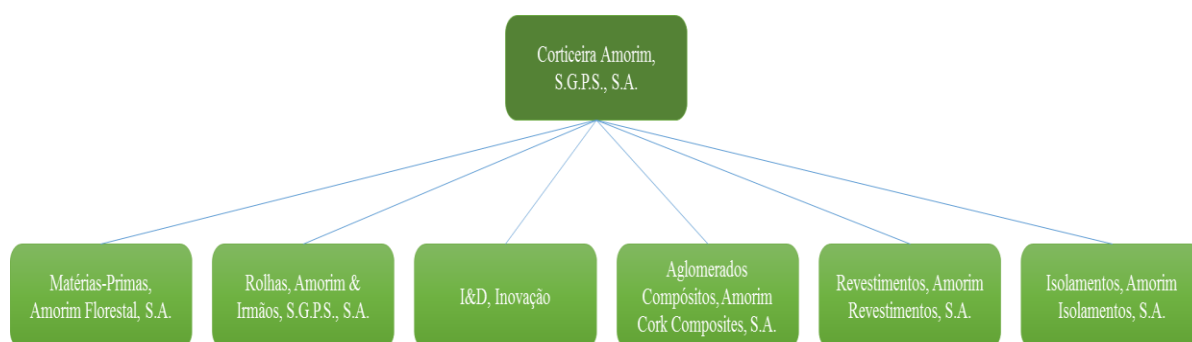 Corticeira Amorim,
S.G.P.S., S.A.
Matérias-Primas,
Amorim Florestal, S.A.
Rolhas, Amorim &
Irmãos, S.G.P.S., S.A.
I&D, Inovação
Aglomerados
Compósitos, Amorim
Cork Composites, S.A.
Revestimentos, Amorim
Revestimentos, S.A.
Isolamentos, Amorim
Isolamentos, S.A.